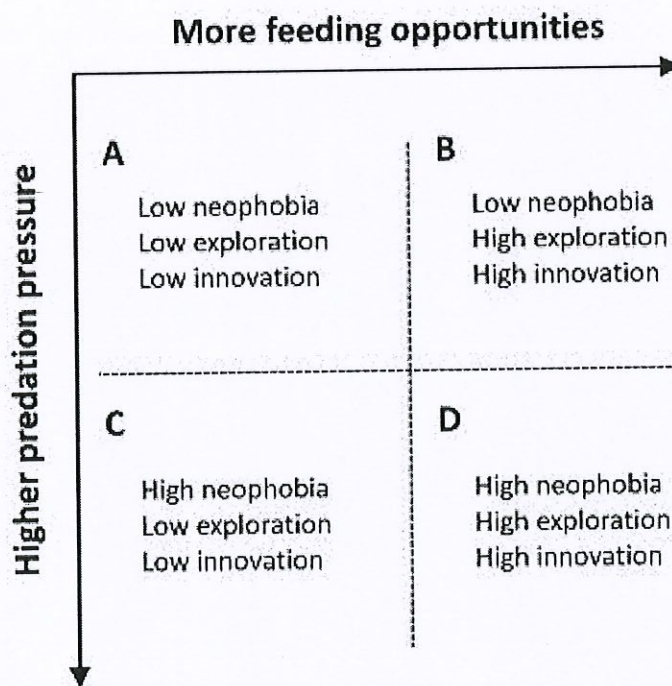 More feeding opportunities
Higher predation pressure
A
Low neophobia
Low exploration
Low innovation
B
Low neophobia
High exploration
High innovation
C
High neophobia
Low exploration
Low innovation
D
High neophobia
High exploration
High innovation